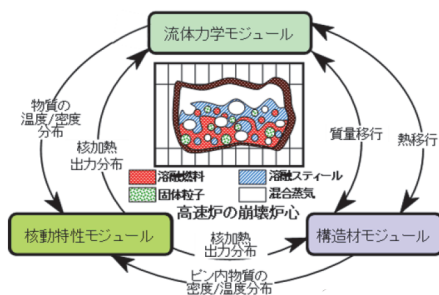 流体力学モジュール
物質の
温度/密度
分布
核加熱
出力分布
質量移行
熱移行
溶融燃料
溶融スティール
固体粒子
混合蒸気
高速炉の崩壊炉心
核動特性モジュール
核加熱
出力分布
構造材モジュール
ピン内物質の
密度/温度分布